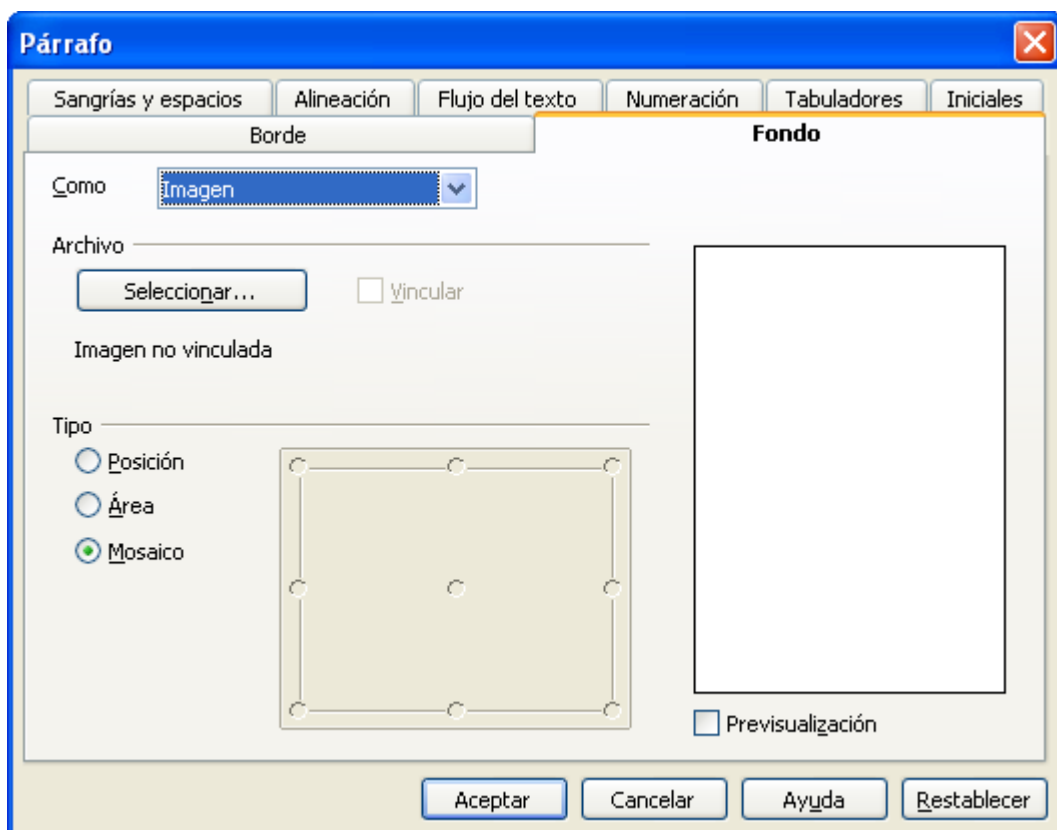 Párrafo
Sangrías y espacios Alineación Flujo del texto Numeración Tabuladores Iniciales
Borde Fondo
Como Imagen
Archivo
Seleccionar... Vincular
Imagen no vinculada
Tipo
Posición
Área
Mosaico
Previsualización
Aceptar Cancelar Ayuda Restablecer